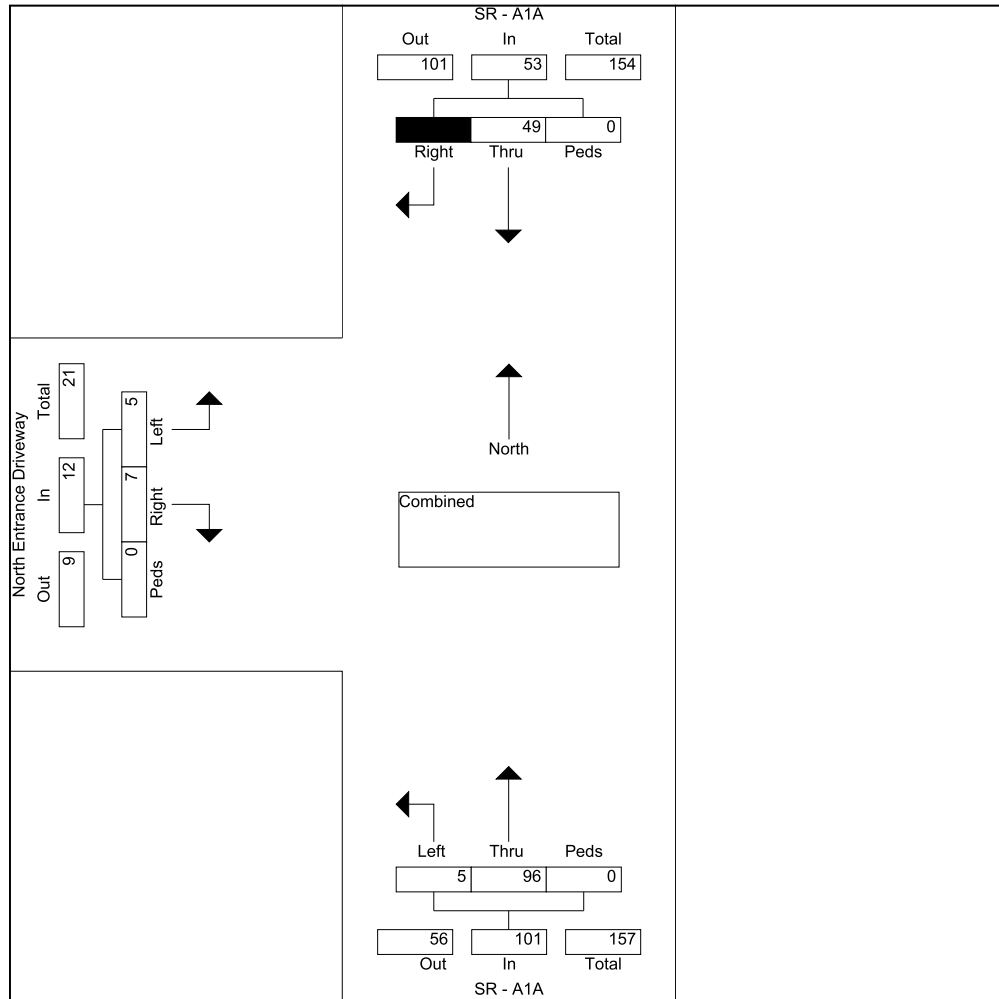 SR - A1A
Out In Total
101 53 154
49 0
Right Thru Peds
North Entrance Driveway
Out In Total
9 12 21
0 7 5
Peds Right Left
North
Combined
Left Thru Peds
5 96 0
56 101 157
Out In Total
SR - A1A